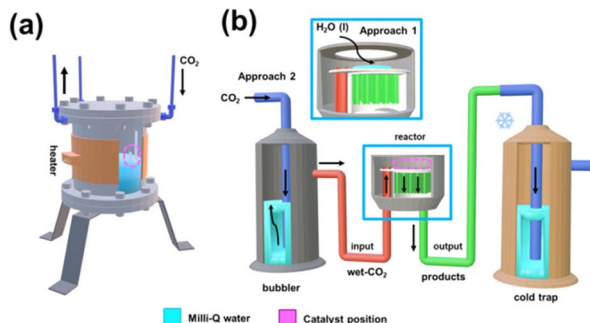 (a)
CO₂
heater
(b)
H₂O (l)
Approach 1
Approach 2
CO₂
reactor
input
output
wet-CO₂
products
bubbler
cold trap
Milli-Q water
Catalyst position